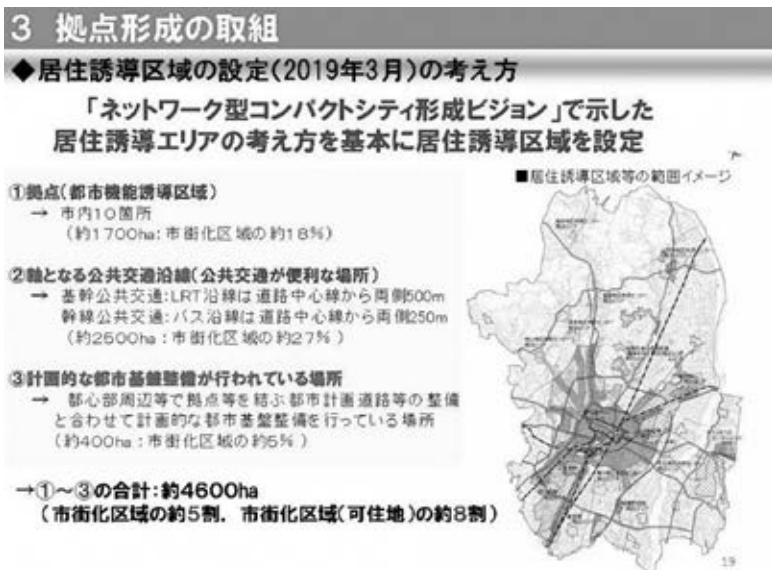 3 拠点形成の取組
◆居住誘導区域の設定(2019年3月)の考え方
「ネットワーク型コンパクトシティ形成ビジョン」で示した
居住誘導エリアの考え方を基本に居住誘導区域を設定
■居住誘導区域等の範囲イメージ
①拠点(都市機能誘導区域)
→ 市内10箇所
(約1700ha:市街化区域の約18%)
②軸となる公共交通沿線(公共交通が便利な場所)
→ 基幹公共交通:LRT沿線は道路中心線から両側500m
幹線公共交通:バス沿線は道路中心線から両側250m
(約2500ha:市街化区域の約27%)
③計画的な都市基盤整備が行われている場所
→ 都心部周辺等で拠点等を結ぶ都市計画道路等の整備
と合わせて計画的な都市基盤整備を行っている場所
(約400ha:市街化区域の約5%)
→①~③の合計:約4600ha
(市街化区域の約5割,市街化区域(可住地)の約8割)
19